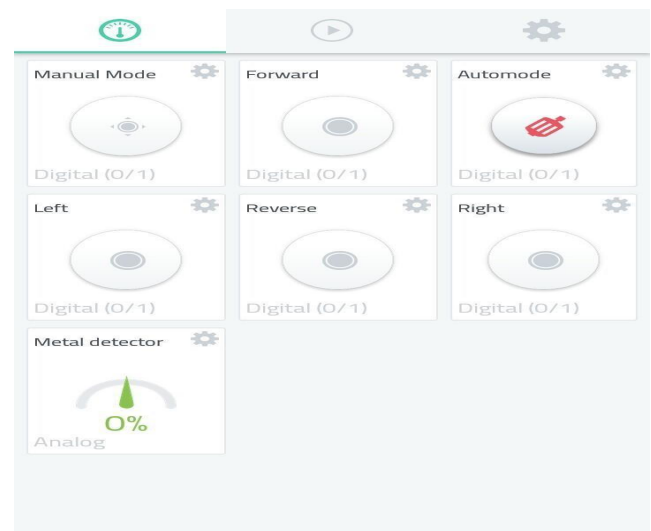 Manual Mode
Forward
Automode
Digital (0/1)
Digital (0/1)
Digital (0/1)
Left
Reverse
Right
Digital (0/1)
Digital (0/1)
Digital (0/1)
Metal detector
0%
Analog